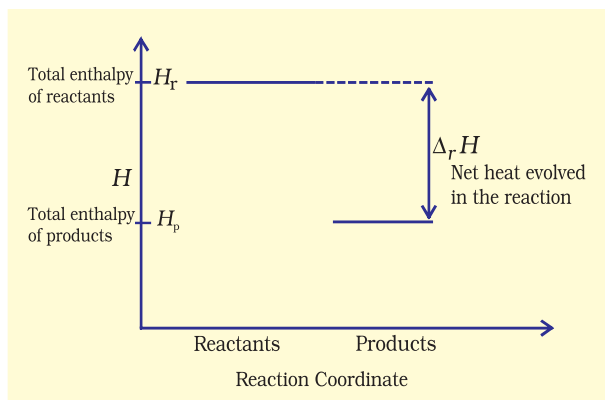 Total enthalpy
of reactants
Hr
ΔrH
Net heat evolved
in the reaction
H
Total enthalpy
of products
Hp
Reactants
Products
Reaction Coordinate